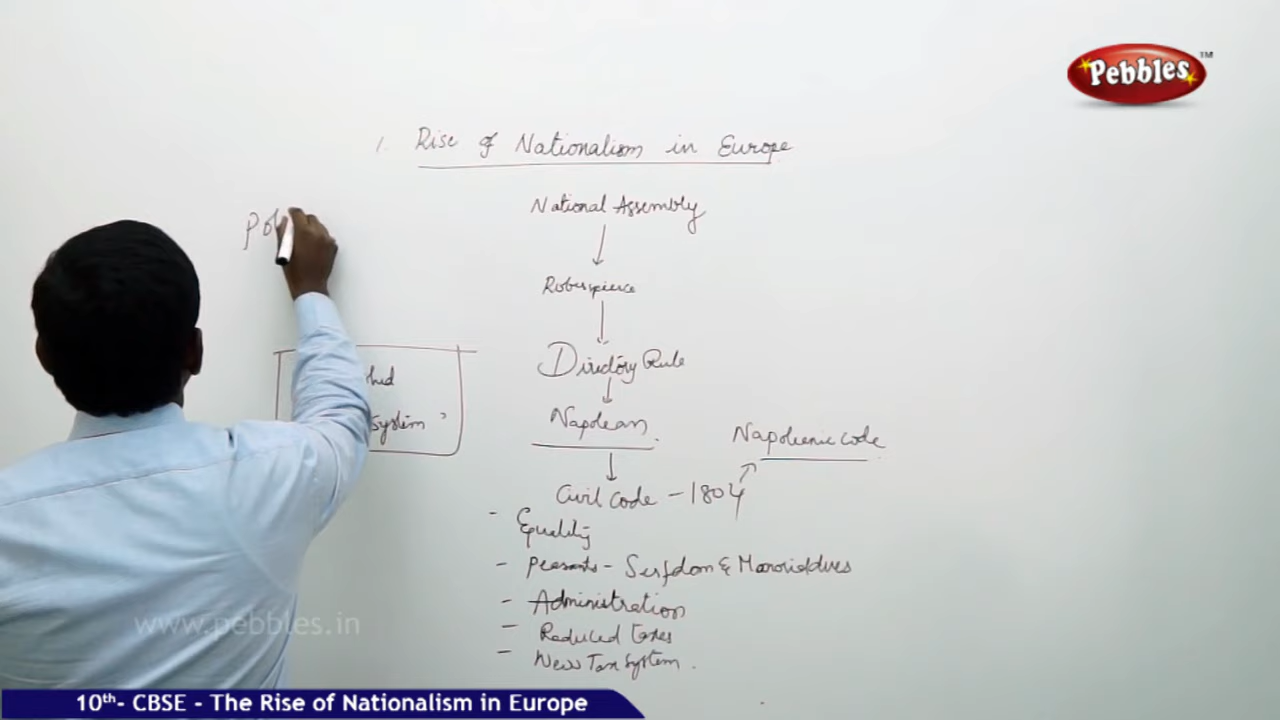 Pebbles TM
1. Rise of Nationalism in Europe
National Assembly
Robespierre
Directory Rule
Napolean
Napoleonic code
Civil Code - 1804
- Equality
- Peasants - Serfdom & Manorial dues
- Administration
- Reduced taxes
- New Tax System.
System
www.pebbles.in
10th- CBSE - The Rise of Nationalism in Europe